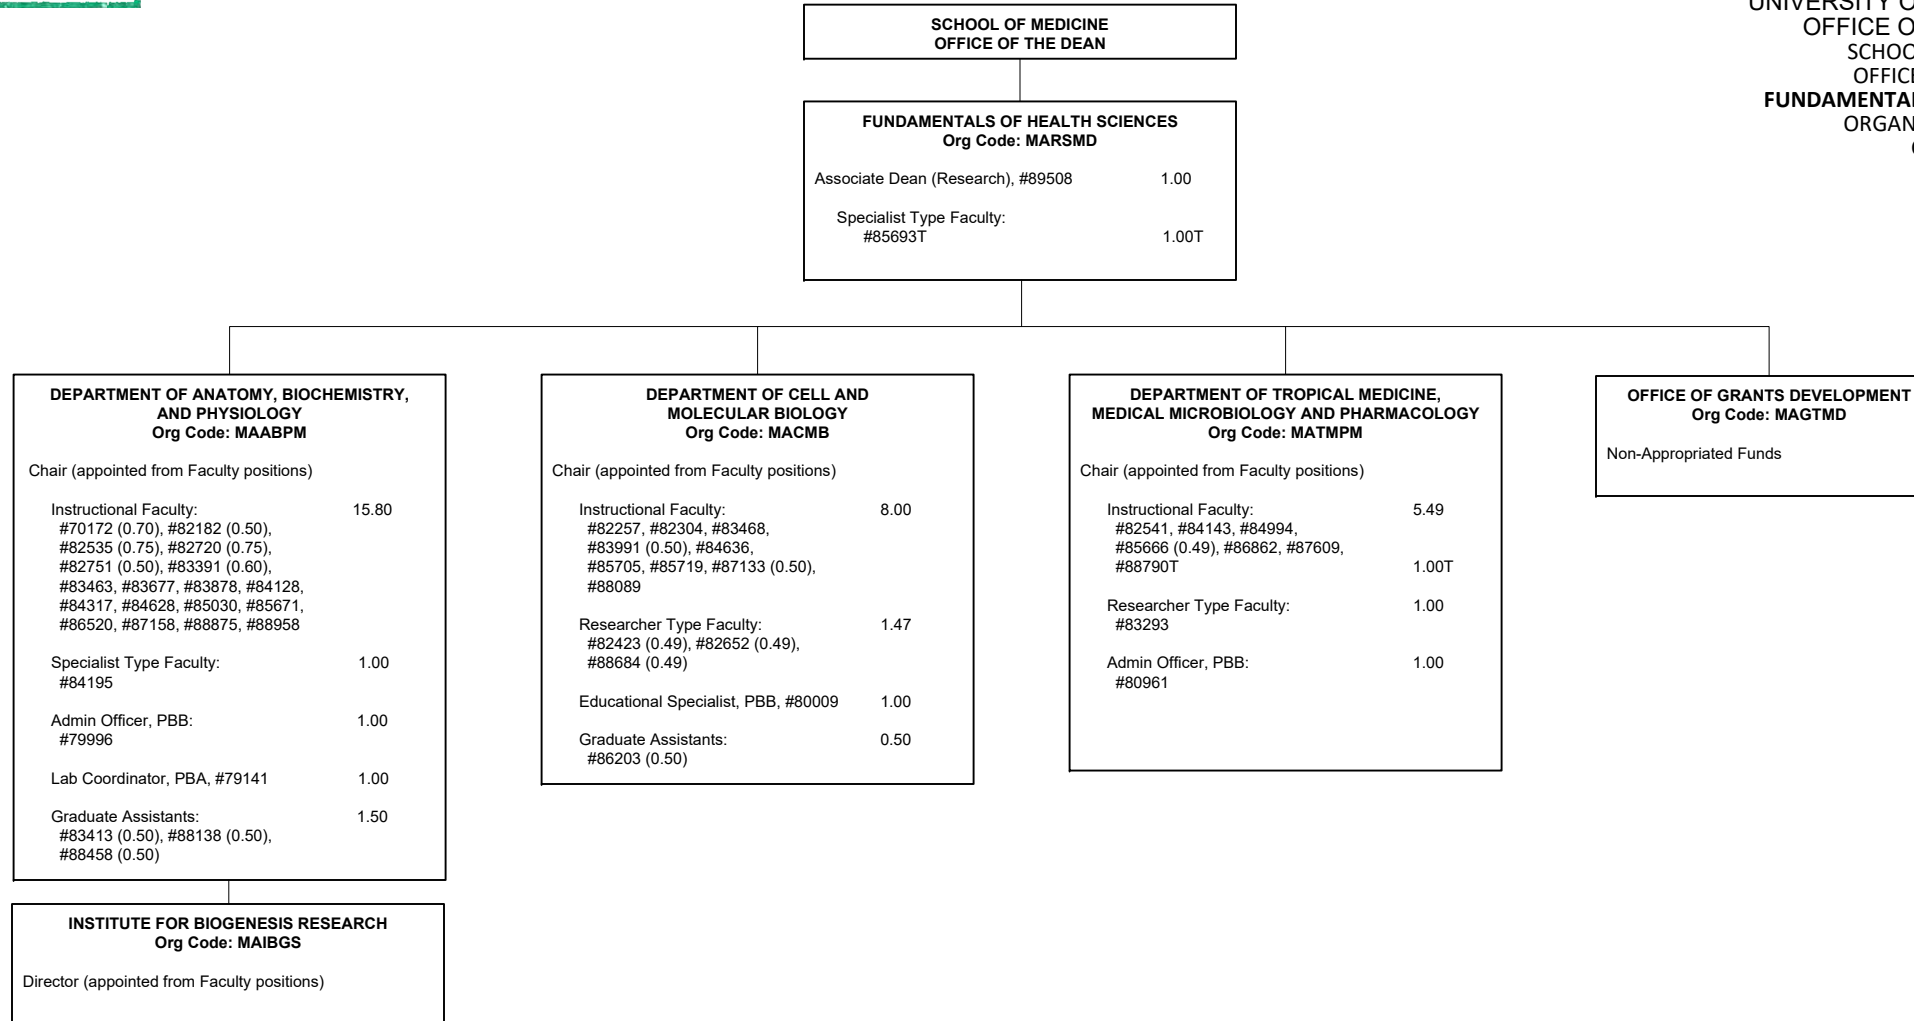 SCHOOL OF MEDICINE
OFFICE OF THE DEAN
UNIVERSITY O
OFFICE O
SCHOO
OFFICE
FUNDAMENTA
ORGAN
FUNDAMENTALS OF HEALTH SCIENCES
Org Code: MARSMD
Associate Dean (Research), #89508 1.00
Specialist Type Faculty:
#85693T 1.00T
DEPARTMENT OF ANATOMY, BIOCHEMISTRY,
AND PHYSIOLOGY
Org Code: MAABPM
Chair (appointed from Faculty positions)
Instructional Faculty: 15.80
#70172 (0.70), #82182 (0.50),
#82535 (0.75), #82720 (0.75),
#82751 (0.50), #83391 (0.60),
#83463, #83677, #83878, #84128,
#84317, #84628, #85030, #85671,
#86520, #87158, #88875, #88958
Specialist Type Faculty: 1.00
#84195
Admin Officer, PBB: 1.00
#79996
Lab Coordinator, PBA, #79141 1.00
Graduate Assistants: 1.50
#83413 (0.50), #88138 (0.50),
#88458 (0.50)
INSTITUTE FOR BIOGENESIS RESEARCH
Org Code: MAIBGS
Director (appointed from Faculty positions)
DEPARTMENT OF CELL AND
MOLECULAR BIOLOGY
Org Code: MACMB
Chair (appointed from Faculty positions)
Instructional Faculty: 8.00
#82257, #82304, #83468,
#83991 (0.50), #84636,
#85705, #85719, #87133 (0.50),
#88089
Researcher Type Faculty: 1.47
#82423 (0.49), #82652 (0.49),
#88684 (0.49)
Educational Specialist, PBB, #80009 1.00
Graduate Assistants: 0.50
#86203 (0.50)
DEPARTMENT OF TROPICAL MEDICINE,
MEDICAL MICROBIOLOGY AND PHARMACOLOGY
Org Code: MATMPM
Chair (appointed from Faculty positions)
Instructional Faculty: 5.49
#82541, #84143, #84994,
#85666 (0.49), #86862, #87609,
#88790T 1.00T
Researcher Type Faculty: 1.00
#83293
Admin Officer, PBB: 1.00
#80961
OFFICE OF GRANTS DEVELOPMENT
Org Code: MAGTMD
Non-Appropriated Funds